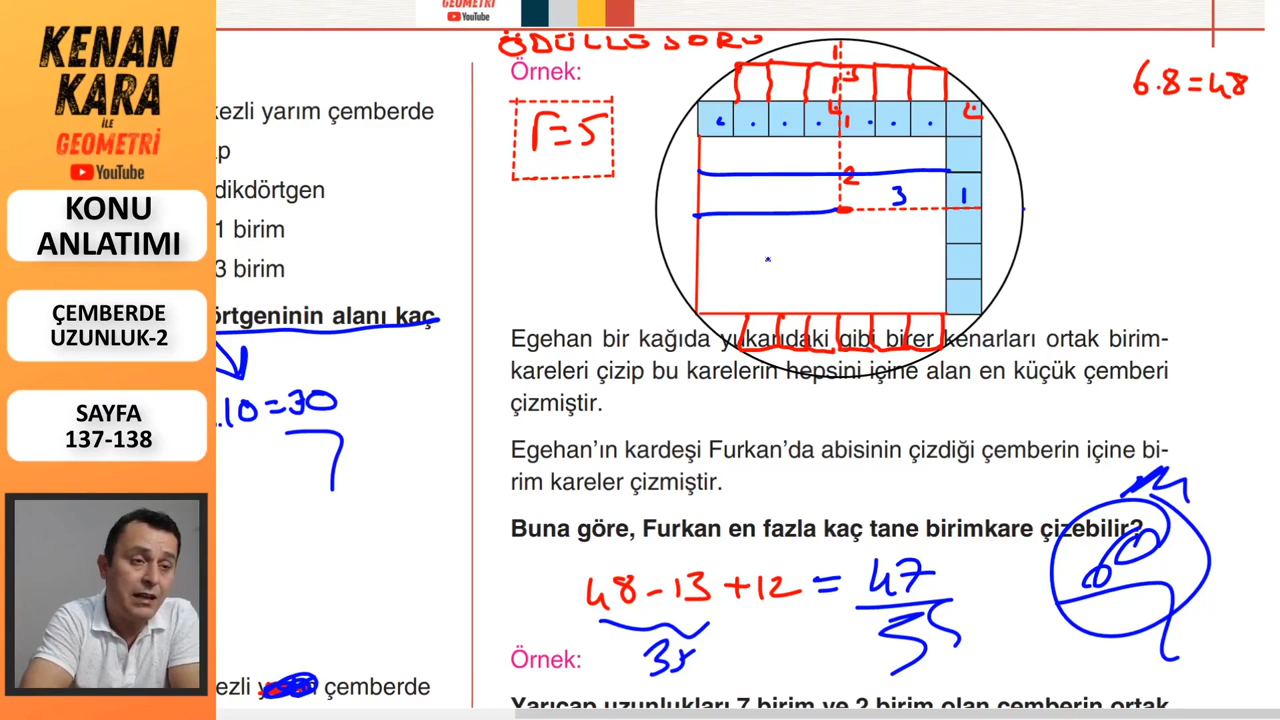 KENAN
KARA
İLE
GEOMETRİ
YouTube
KONU
ANLATIMI
ÇEMBERDE
UZUNLUK-2
SAYFA
137-138
YouTube
kezli yarım çemberde
ap
dikdörtgen
1 birim
3 birim
örtgeninin alanı kaç
.10=30
ezli çemberde
ÖDÜLLÜ SORU
Örnek:
r=5
6.8=48
1
2
3
1
Egehan bir kağıda yukarıdaki gibi birer kenarları ortak birim-
kareleri çizip bu karelerin hepsini içine alan en küçük çemberi
çizmiştir.
Egehan'ın kardeşi Furkan'da abisinin çizdiği çemberin içine bi-
rim kareler çizmiştir.
Buna göre, Furkan en fazla kaç tane birimkare çizebilir?
48-13+12=47
Örnek:
Yarıçap uzunlukları 7 birim ve 2 birim olan çemberin ortak